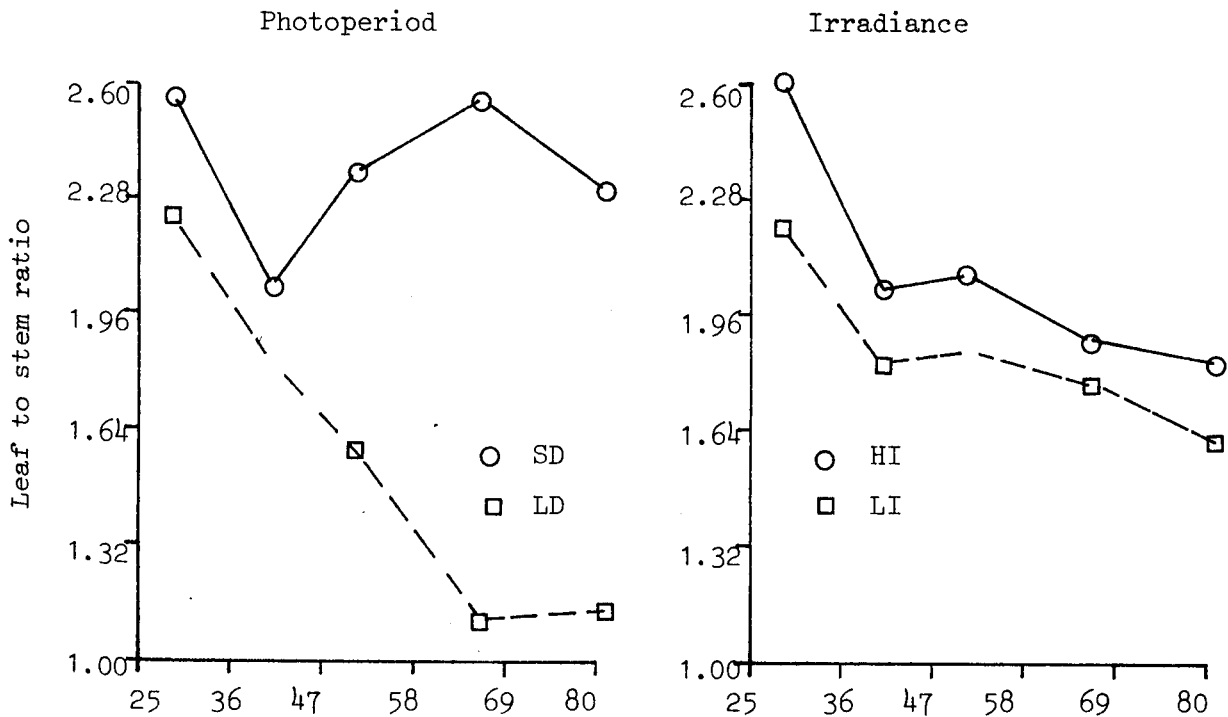 Photoperiod
Irradiance
Leaf to stem ratio
2.60
2.28
1.96
1.64
1.32
1.00
25 36 47 58 69 80
SD
LD
2.60
2.28
1.96
1.64
1.32
1.00
25 36 47 58 69 80
HI
LI